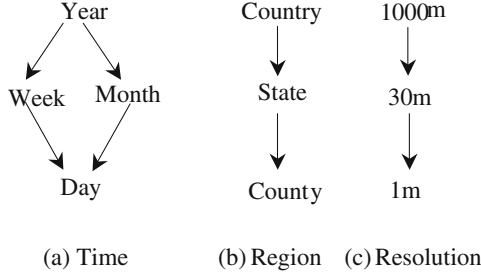 Year Country 1000m
Week Month State 30m
Day County 1m
(a) Time (b) Region (c) Resolution